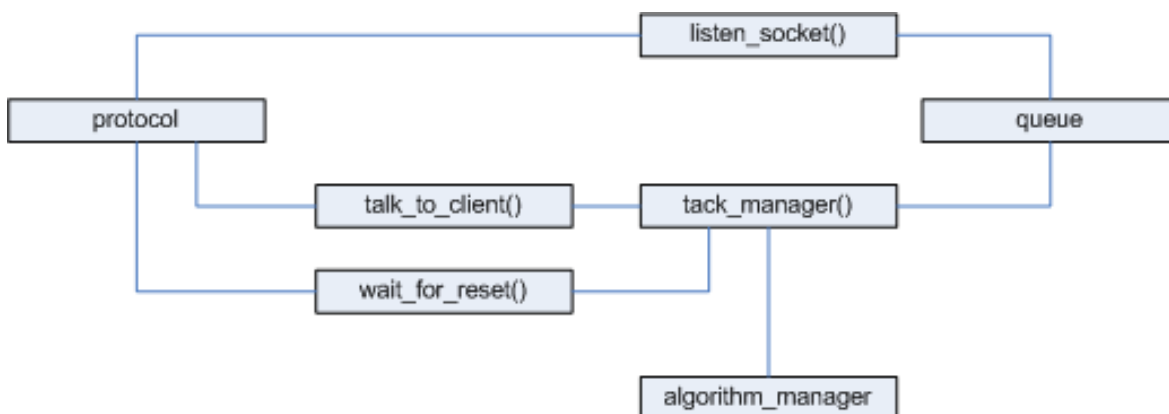 listen_socket()
protocol
queue
talk_to_client()
tack_manager()
wait_for_reset()
algorithm_manager